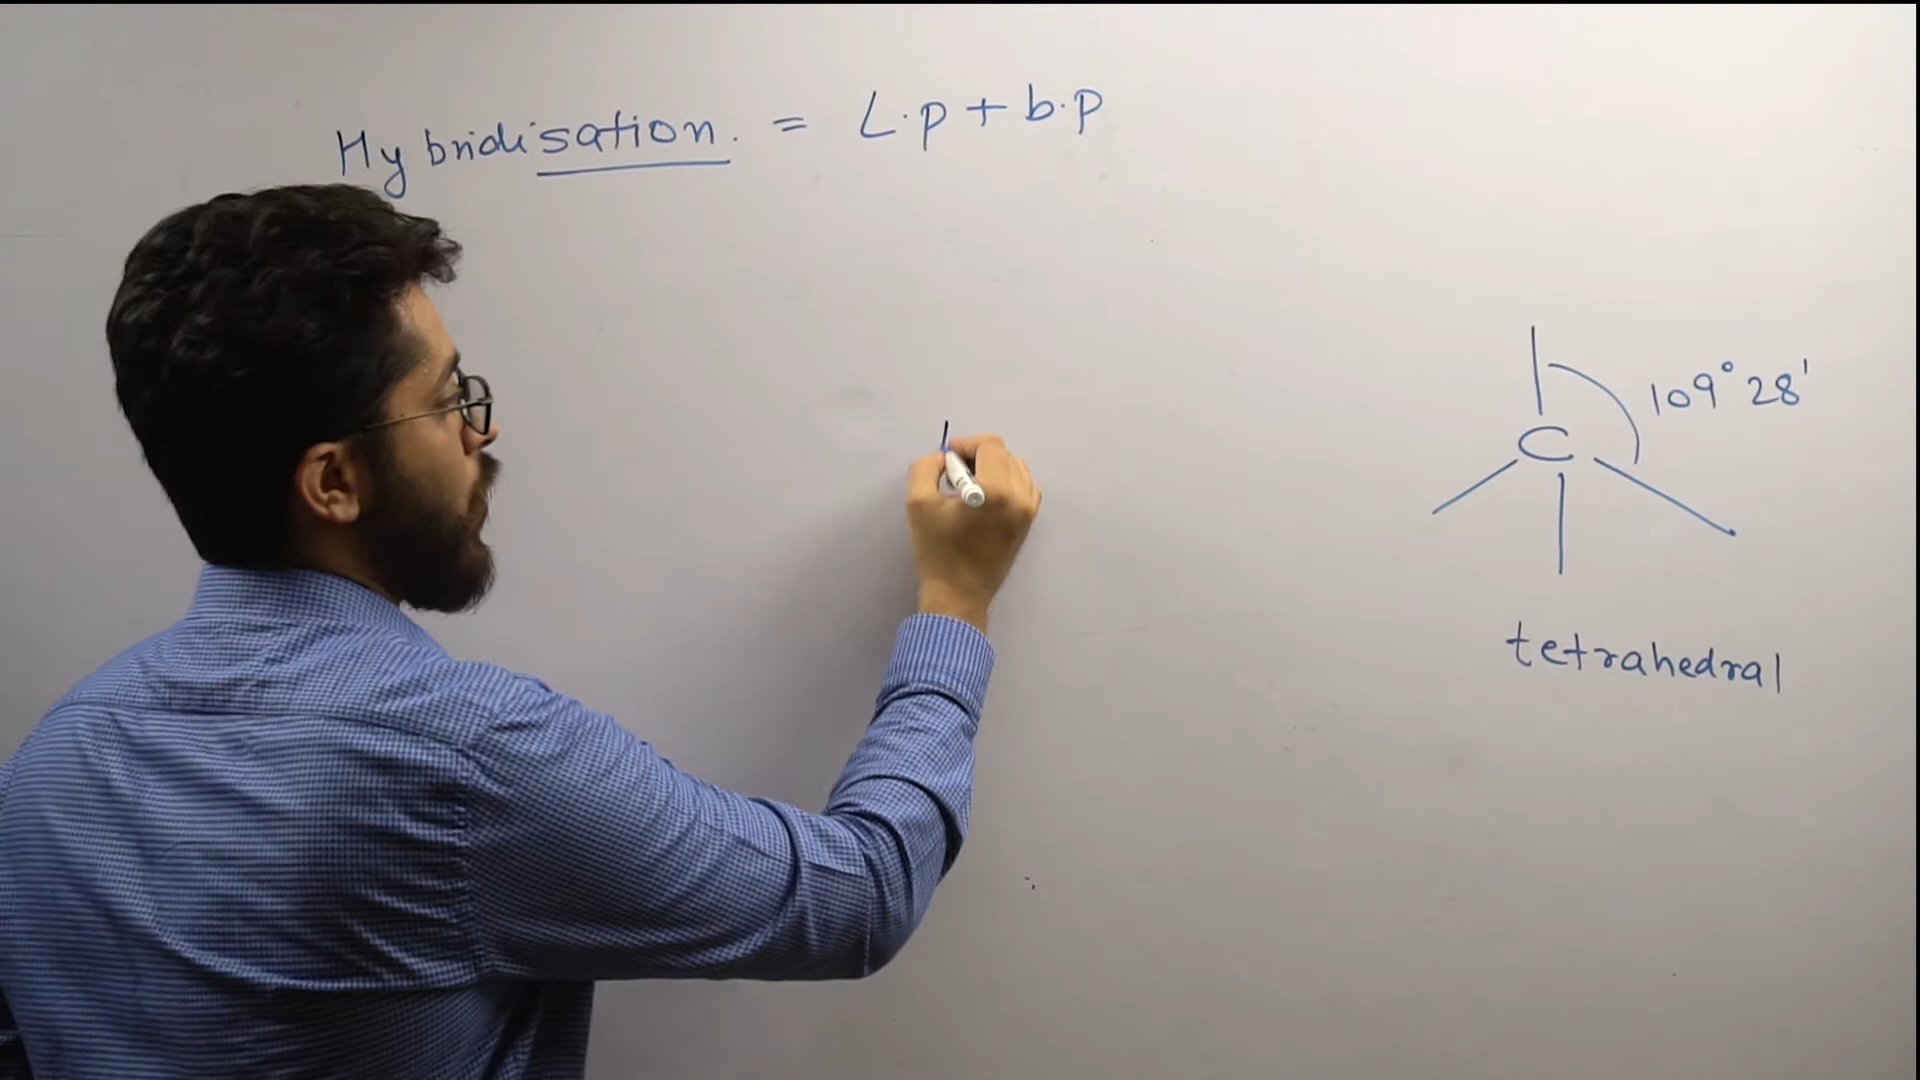 Hybridisation. = L.p + b.p
109° 28'
C
tetrahedral